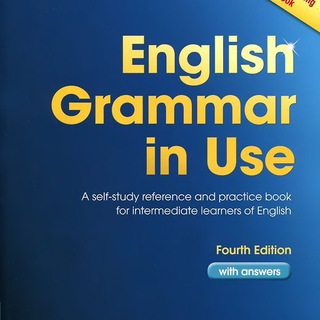 English
Grammar
in Use
A self-study reference and practice book
for intermediate learners of English
Fourth Edition
with answers